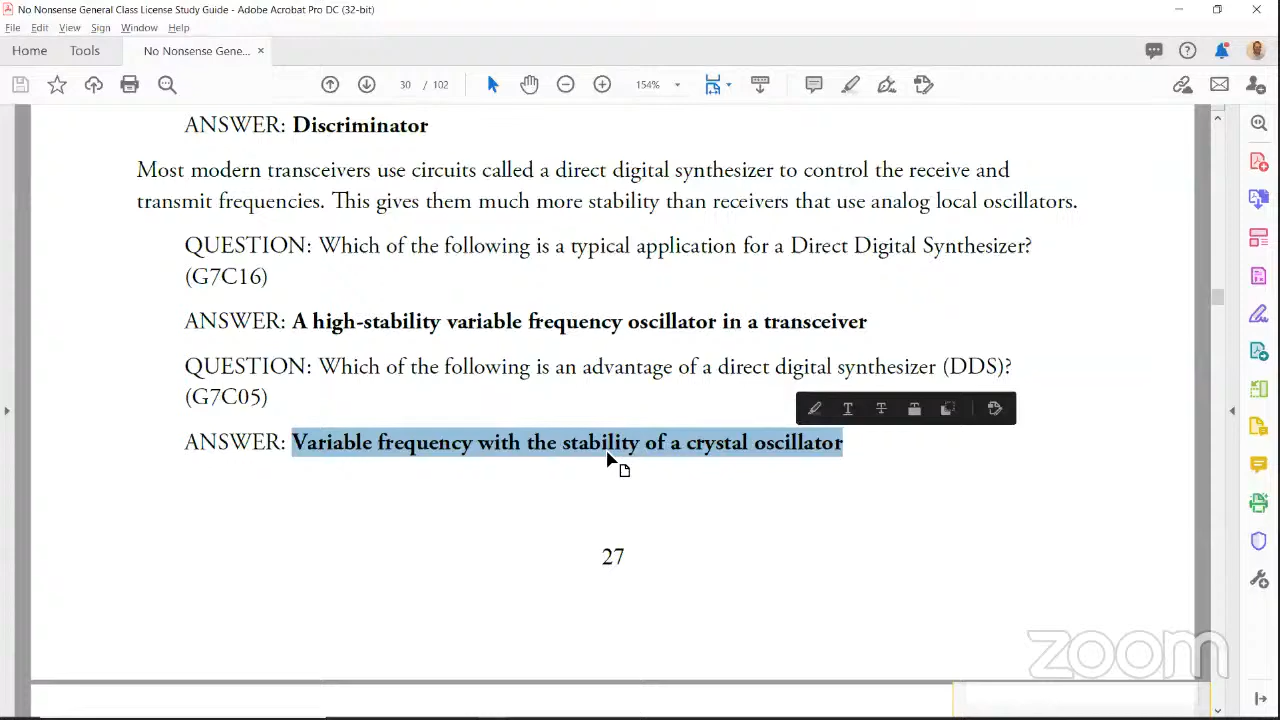 No Nonsense General Class License Study Guide - Adobe Acrobat Pro DC (32-bit)
File Edit View Sign Window Help
Home Tools No Nonsense Gene... ×
30 / 102 154%
ANSWER: Discriminator
Most modern transceivers use circuits called a direct digital synthesizer to control the receive and
transmit frequencies. This gives them much more stability than receivers that use analog local oscillators.
QUESTION: Which of the following is a typical application for a Direct Digital Synthesizer?
(G7C16)
ANSWER: A high-stability variable frequency oscillator in a transceiver
QUESTION: Which of the following is an advantage of a direct digital synthesizer (DDS)?
(G7C05)
ANSWER: Variable frequency with the stability of a crystal oscillator
27
zoom